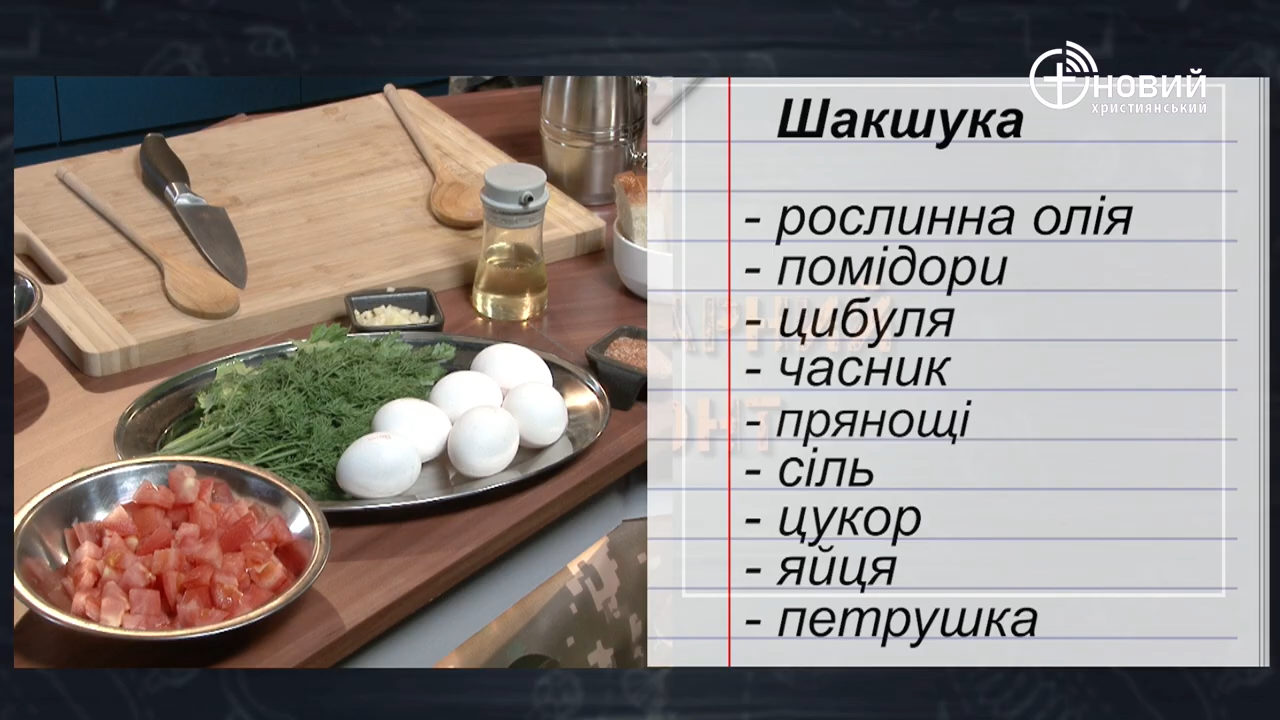 НОВИЙ
християнський
Шакшука
- рослинна олія
- помідори
- цибуля
- часник
- прянощі
- сіль
- цукор
- яйця
- петрушка